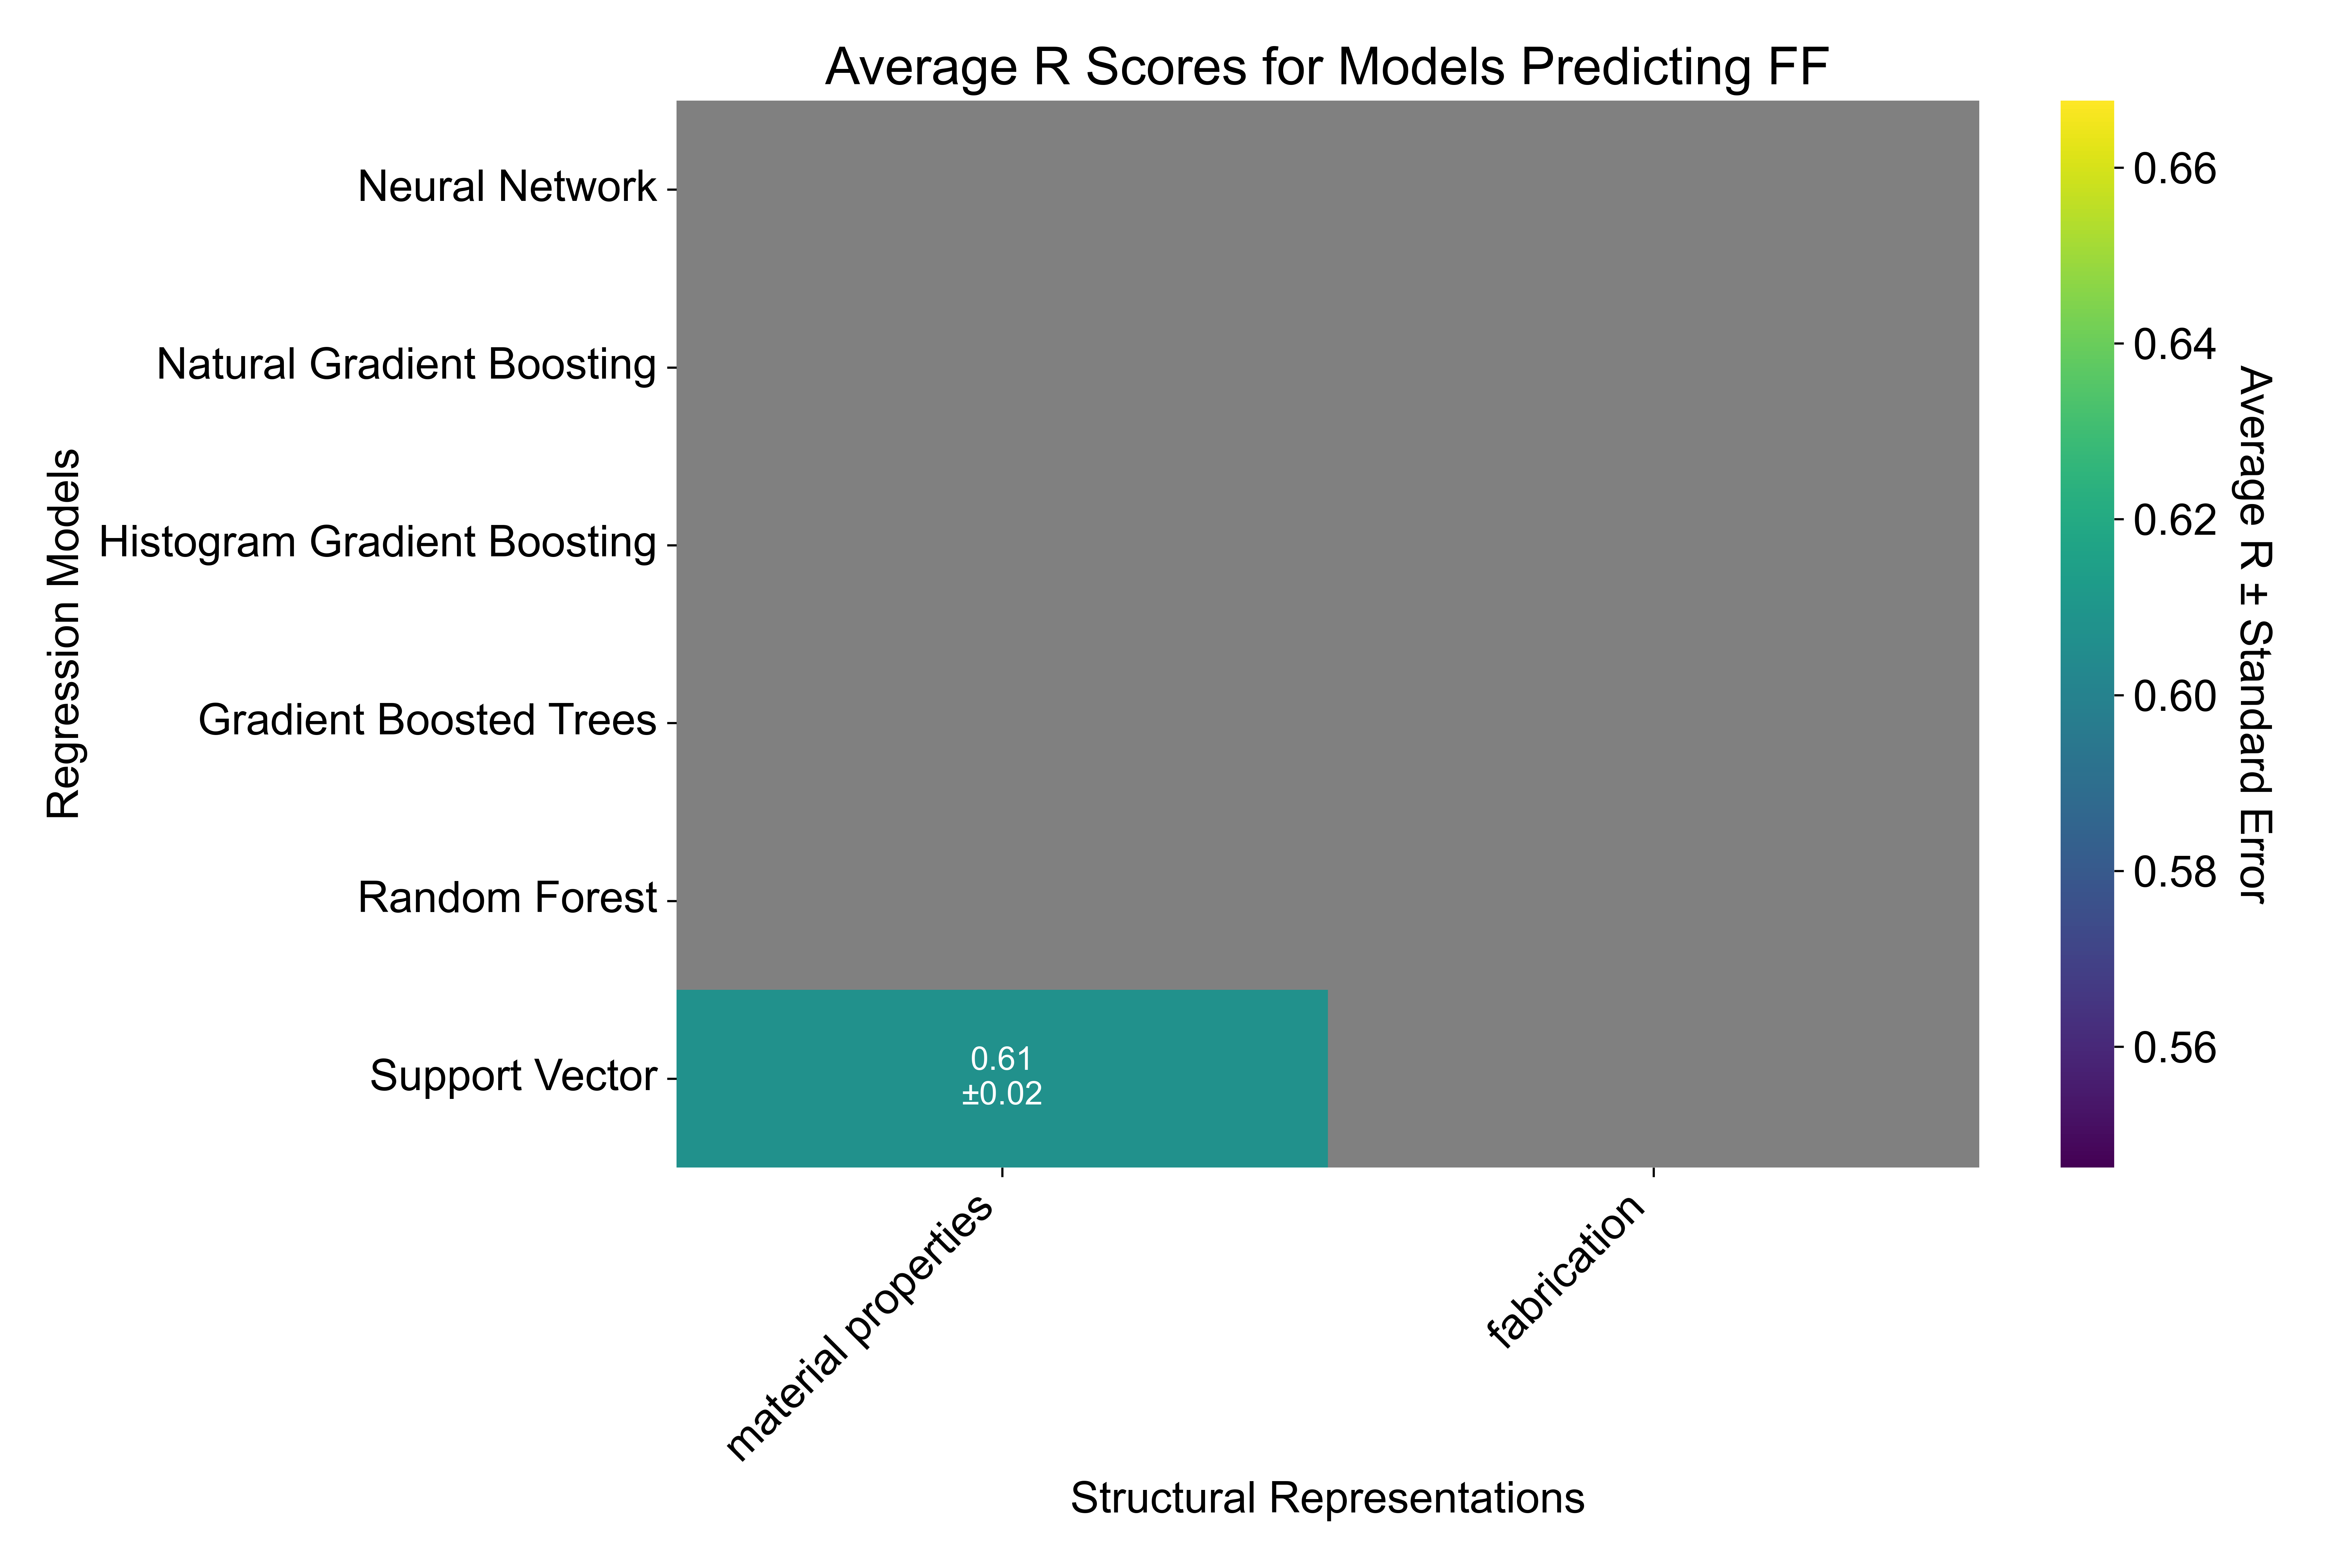 Average R Scores for Models Predicting FF
Regression Models
Neural Network
Natural Gradient Boosting
Histogram Gradient Boosting
Gradient Boosted Trees
Random Forest
Support Vector
0.61
±0.02
material properties
fabrication
Structural Representations
0.66
0.64
0.62
0.60
0.58
0.56
Average R ± Standard Error